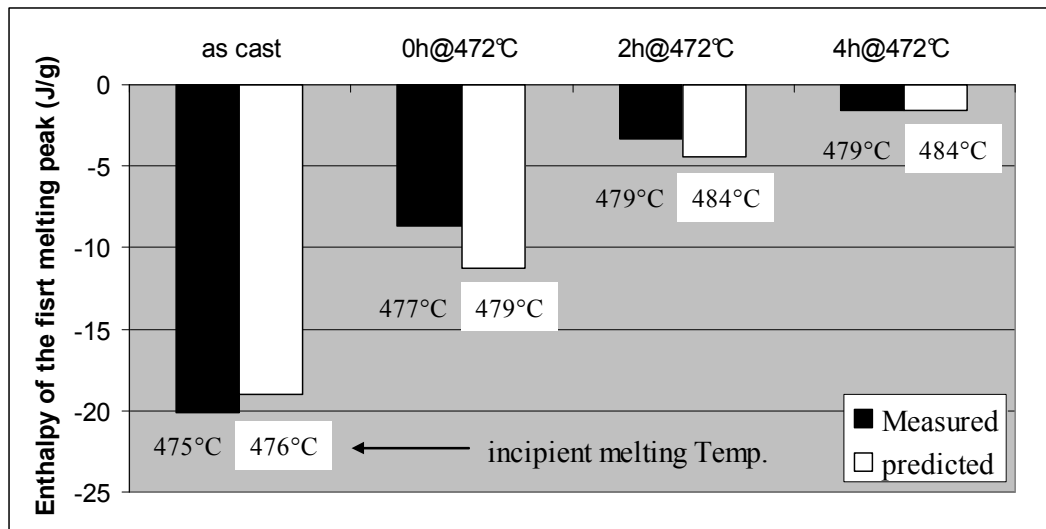 as cast 0h@472℃ 2h@472℃ 4h@472℃
Enthalpy of the fisrt melting peak (J/g)
0
-5
-10
-15
-20
-25
479°C 484°C
479°C 484°C
477°C 479°C
475°C 476°C
incipient melting Temp.
Measured
predicted